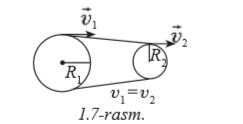 v⃗₁
v⃗₂
R₁
R₂
v₁=v₂
1.7-rasm.